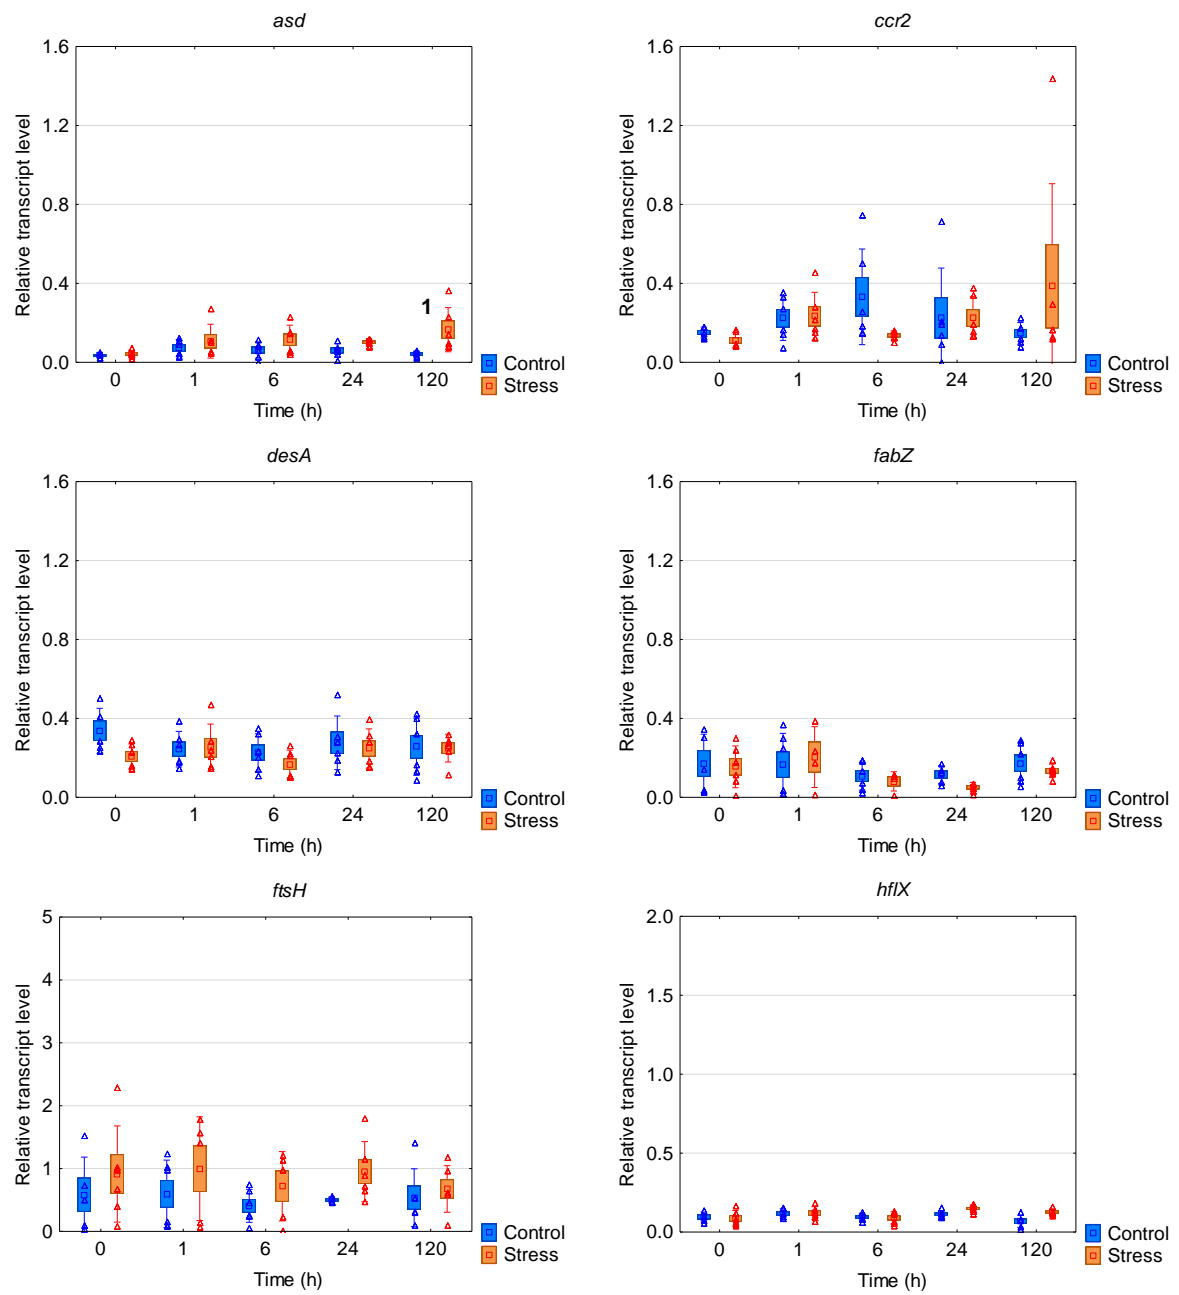 asd
1.6
1.2
0.8
0.4
0.0
Relative transcript level
1
0 1 6 24 120
Time (h)
Control
Stress
ccr2
1.6
1.2
0.8
0.4
0.0
Relative transcript level
0 1 6 24 120
Time (h)
Control
Stress
desA
1.6
1.2
0.8
0.4
0.0
Relative transcript level
0 1 6 24 120
Time (h)
Control
Stress
fabZ
1.6
1.2
0.8
0.4
0.0
Relative transcript level
0 1 6 24 120
Time (h)
Control
Stress
ftsH
5
4
3
2
1
0
Relative transcript level
0 1 6 24 120
Time (h)
Control
Stress
hflX
2.0
1.5
1.0
0.5
0.0
Relative transcript level
0 1 6 24 120
Time (h)
Control
Stress